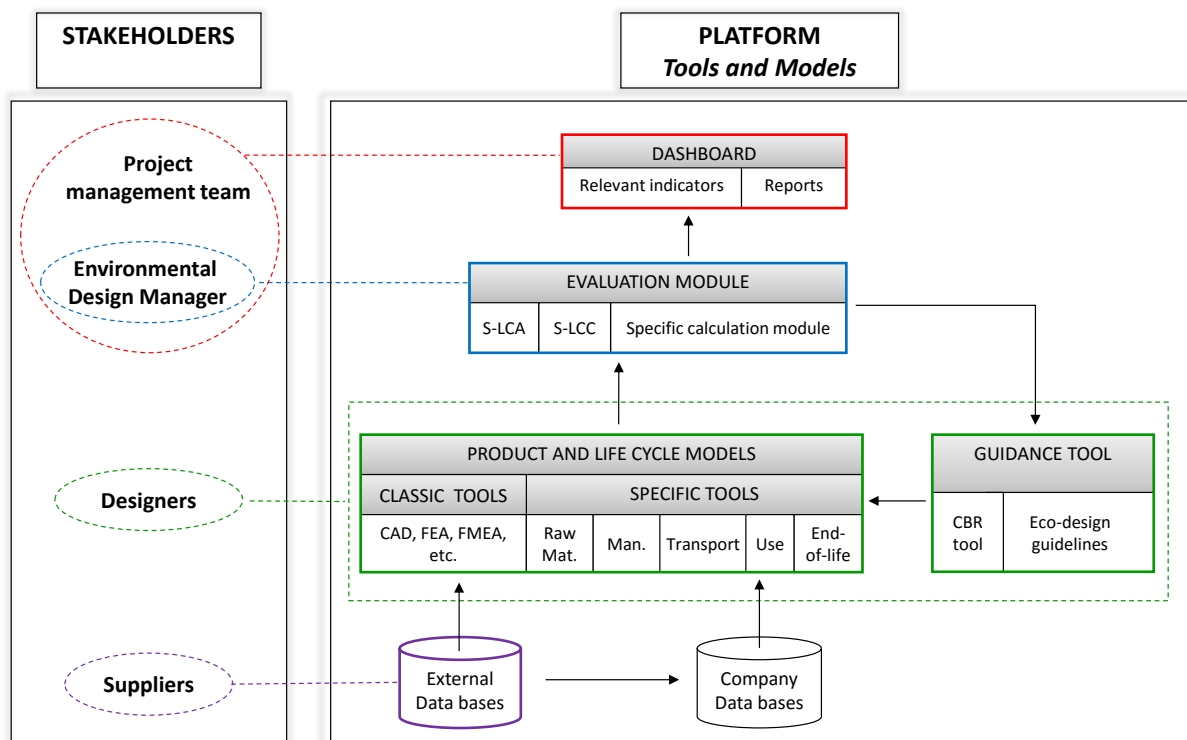 STAKEHOLDERS
PLATFORM
Tools and Models
Project
management team
Environmental
Design Manager
Designers
Suppliers
DASHBOARD
Relevant indicators
Reports
EVALUATION MODULE
S-LCA
S-LCC
Specific calculation module
PRODUCT AND LIFE CYCLE MODELS
CLASSIC TOOLS
SPECIFIC TOOLS
CAD, FEA, FMEA,
etc.
Raw
Mat.
Man.
Transport
Use
End-
of-life
GUIDANCE TOOL
CBR
tool
Eco-design
guidelines
External
Data bases
Company
Data bases